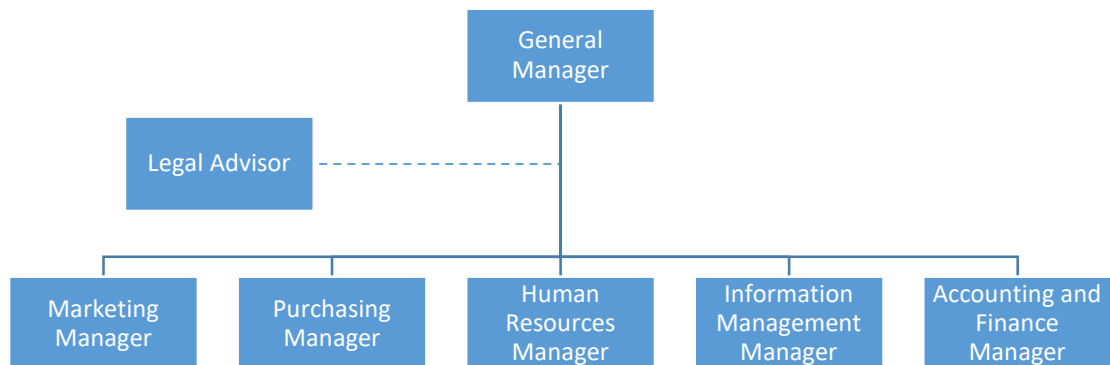 General
Manager
Legal Advisor
Marketing
Manager
Purchasing
Manager
Human
Resources
Manager
Information
Management
Manager
Accounting and
Finance
Manager